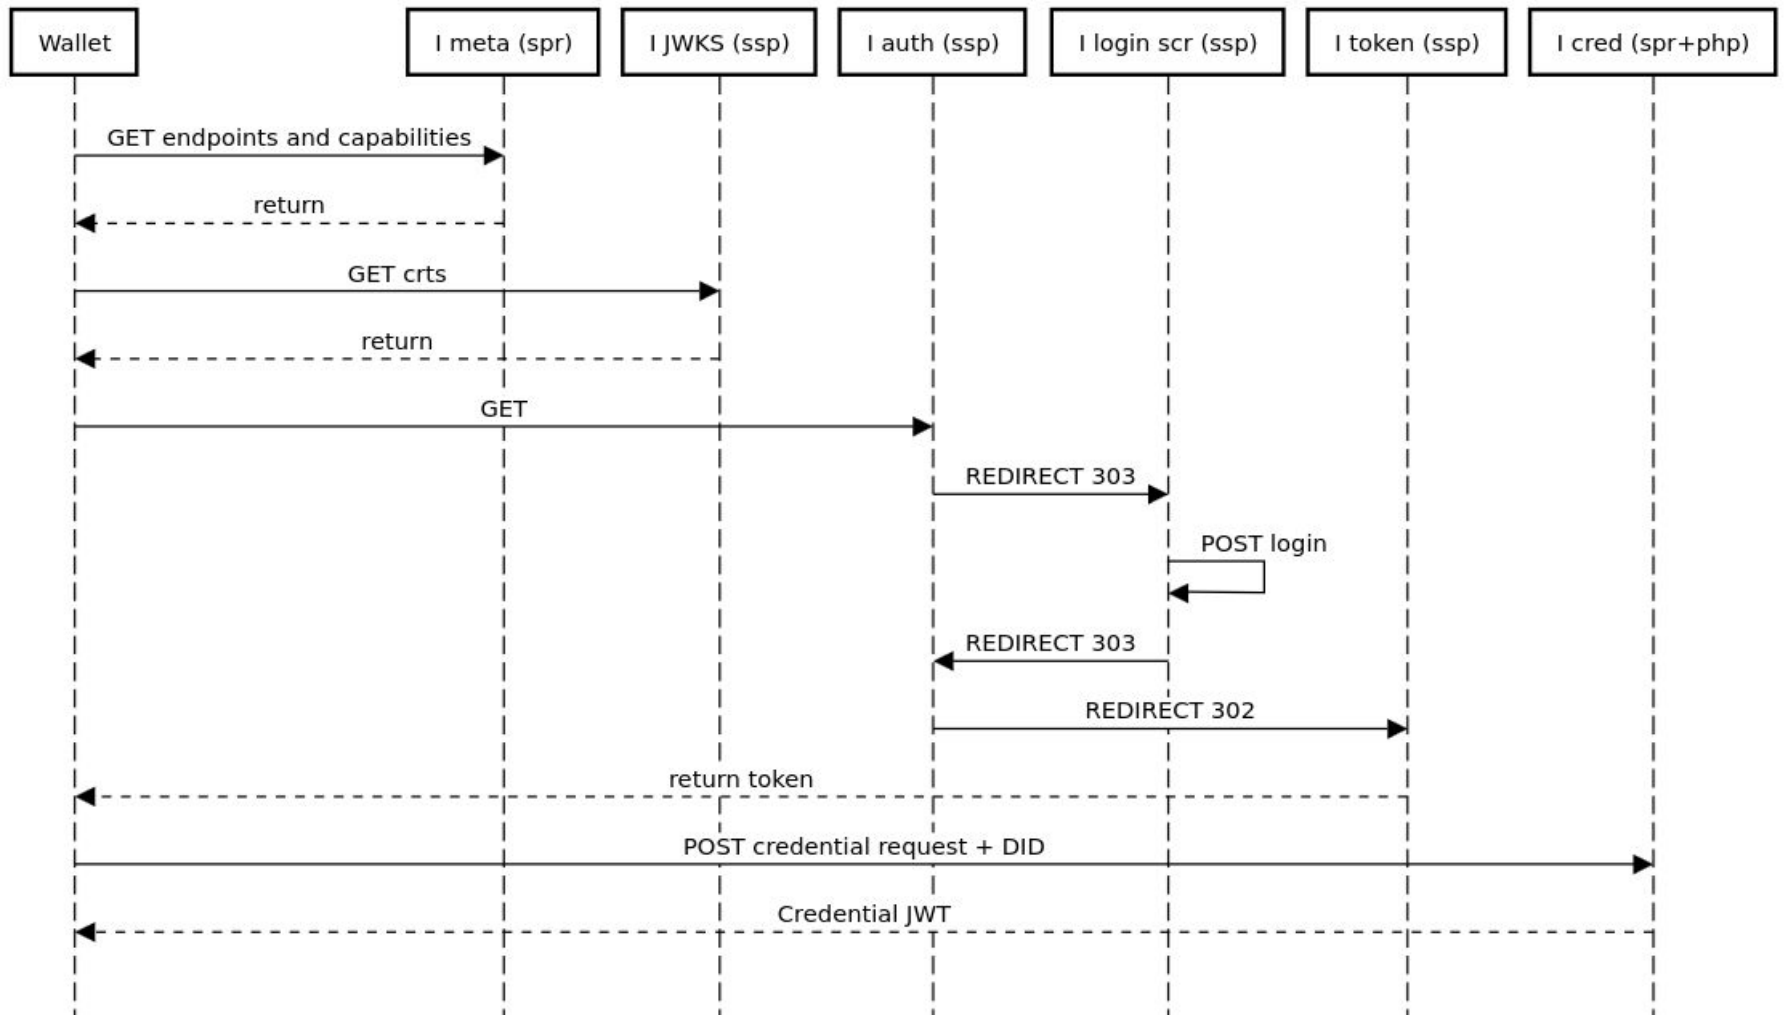 Wallet
I meta (spr)
I JWKS (ssp)
I auth (ssp)
I login scr (ssp)
I token (ssp)
I cred (spr+php)
GET endpoints and capabilities
return
GET crts
return
GET
REDIRECT 303
POST login
REDIRECT 303
REDIRECT 302
return token
POST credential request + DID
Credential JWT